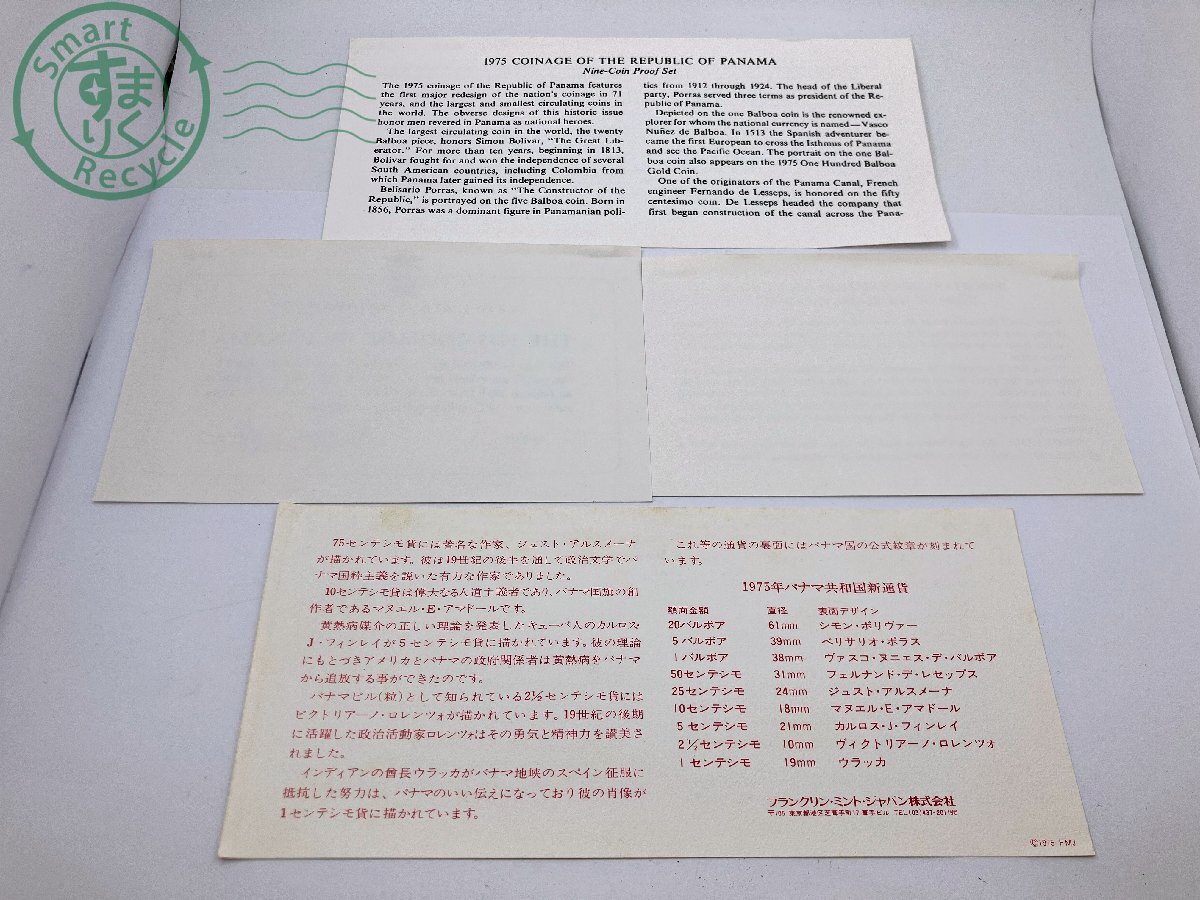 Smart
すまりく
Recycle
1975 COINAGE OF THE REPUBLIC OF PANAMA
Nine-Coin Proof Set
The 1975 coinage of the Republic of Panama features
the first major redesign of the nation's coinage in 71
years, and the largest and smallest circulating coins in
the world. The obverse designs of this historic issue
honor men revered in Panama as national heroes.
The largest circulating coin in the world, the twenty
Balboa piece, honors Simon Bolivar, "The Great Lib-
erator." For more than ten years, beginning in 1813,
Bolivar fought for and won the independence of several
South American countries, including Colombia from
which Panama later gained its independence.
Belisario Porras, known as "The Constructor of the
Republic," is portrayed on the five Balboa coin. Born in
1856, Porras was a dominant figure in Panamanian poli-
tics from 1912 through 1924. The head of the Liberal
party, Porras served three terms as president of the Re-
public of Panama.
Depicted on the one Balboa coin is the renowned ex-
plorer for whom the national currency is named—Vasco
Nuñez de Balboa. In 1513 the Spanish adventurer be-
came the first European to cross the Isthmus of Panama
and see the Pacific Ocean. The portrait on the one Bal-
boa coin also appears on the 1975 One Hundred Balboa
Gold Coin.
One of the originators of the Panama Canal, French
engineer Fernando de Lesseps, is honored on the fifty
centesimo coin. De Lesseps headed the company that
first began construction of the canal across the Pana-
75センテシモ貨には著名な作家、ジュスト・アルスメーナ
が描かれています。彼は19世紀の後半を通して政治文学でパ
ナマ国粋主義を説いた有力な作家でありました。
10センテシモ貨は偉大なる人道主義者であり、パナマ国旗の創
作者であるマヌエル・E・アマドールです。
黄熱病媒介の正しい理論を発表したキューバ人のカルロス
J・フィンレイが5センテシモ貨に描かれています。彼の理論
にもとづきアメリカとパナマの政府関係者は黄熱病をパナマ
から追放する事ができたのです。
パナマピル(粒)として知られている2½センテシモ貨には
ビクトリアーノ・ロレンツォが描かれています。19世紀の後期
に活躍した政治活動家ロレンツォはその勇気と精神力を讃美さ
れました。
インディアンの酋長ウラッカがパナマ地峡のスペイン征服に
抵抗した努力は、パナマのいい伝えになっており彼の肖像が
1センテシモ貨に描かれています。
これ等の通貨の裏面にはパナマ国の公式紋章が刻まれて
います。
1975年パナマ共和国新通貨
額面金額 直径 表面デザイン
20バルボア 61mm シモン・ボリヴァー
5バルボア 39mm ベリサリオ・ポラス
1バルボア 38mm ヴァスコ・ヌニェス・デ・バルボア
50センテシモ 31mm フェルナンド・デ・レセップス
25センテシモ 24mm ジュスト・アルスメーナ
10センテシモ 18mm マヌエル・E・アマドール
5センテシモ 21mm カルロス・J・フィンレイ
2½センテシモ 10mm ヴィクトリアーノ・ロレンツォ
1センテシモ 19mm ウラッカ
フランクリン・ミント・ジャパン株式会社